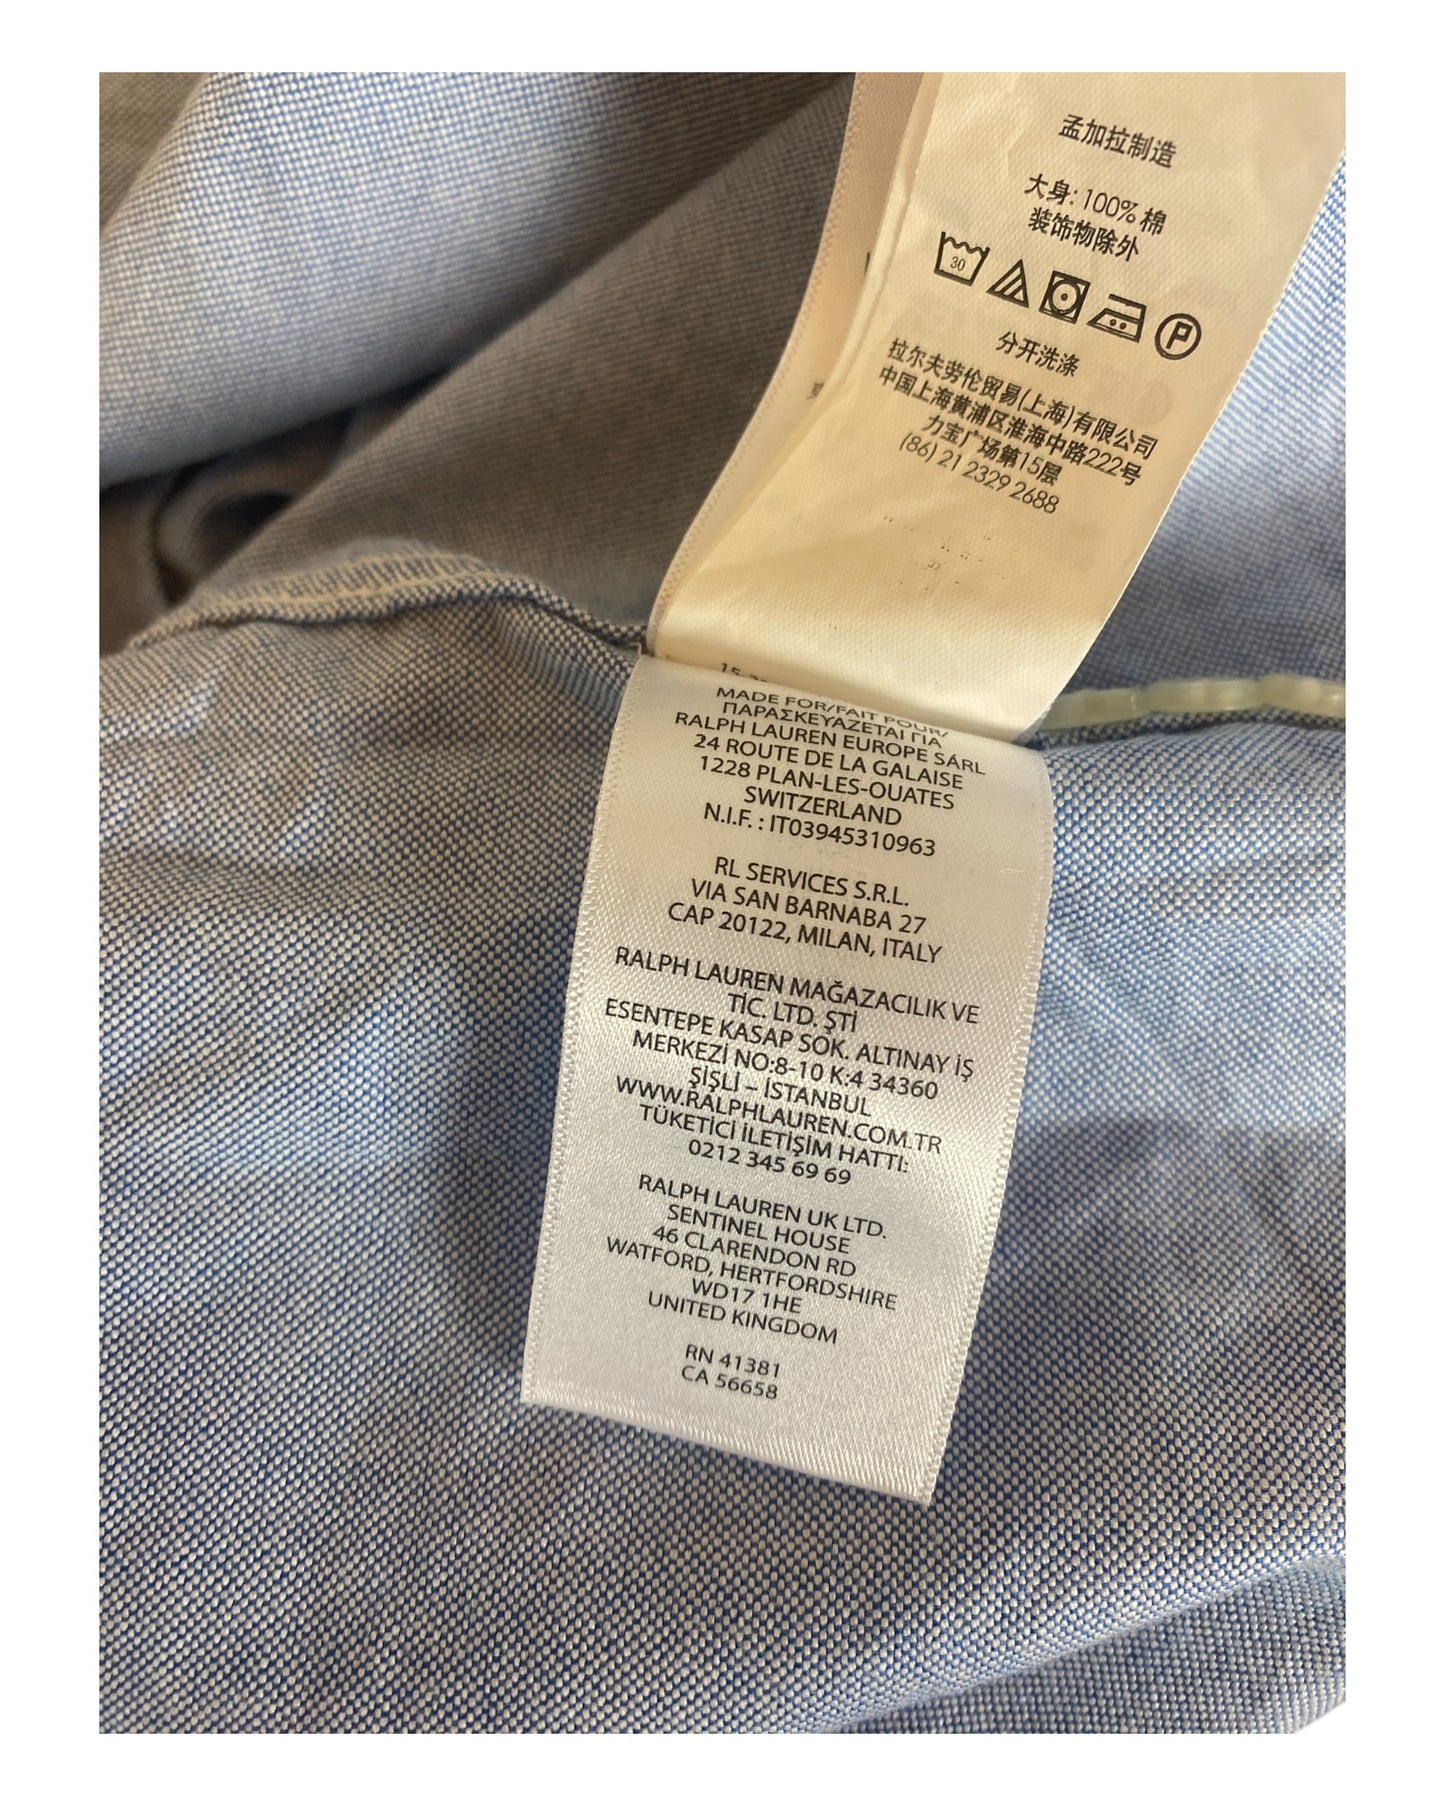 孟加拉制造
大身: 100% 棉
装饰物除外
30
P
分开洗涤
拉尔夫劳伦贸易(上海)有限公司
中国上海黄浦区淮海中路222号
力宝广场第15层
(86) 21 2329 2688
MADE FOR/FAIT POUR/
ΠΑΡΑΣΚΕΥΑΖΕΤΑΙ ΓΙΑ
RALPH LAUREN EUROPE SARL
24 ROUTE DE LA GALAISE
1228 PLAN-LES-OUATES
SWITZERLAND
N.I.F. : IT03945310963
RL SERVICES S.R.L.
VIA SAN BARNABA 27
CAP 20122, MILAN, ITALY
RALPH LAUREN MAĞAZACILIK VE
TİC. LTD. ŞTİ
ESENTEPE KASAP SOK. ALTINAY İŞ
MERKEZİ NO:8-10 K:4 34360
ŞİŞLİ – İSTANBUL
WWW.RALPHLAUREN.COM.TR
TÜKETİCİ İLETİŞİM HATTI:
0212 345 69 69
RALPH LAUREN UK LTD.
SENTINEL HOUSE
46 CLARENDON RD
WATFORD, HERTFORDSHIRE
WD17 1HE
UNITED KINGDOM
RN 41381
CA 56658